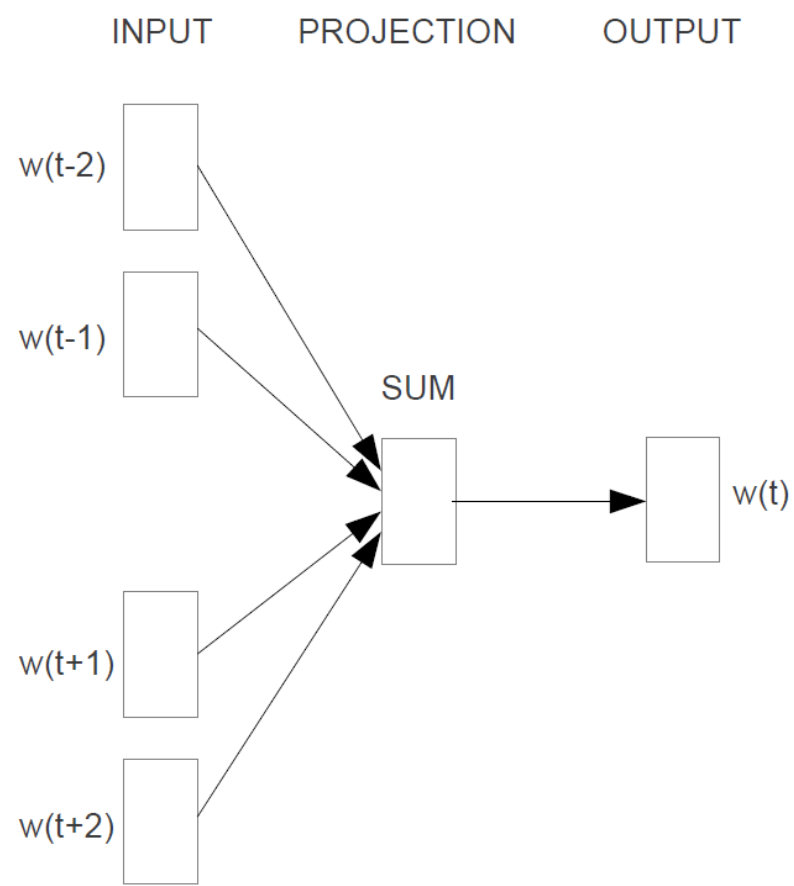 INPUT PROJECTION OUTPUT
w(t-2)
w(t-1)
SUM
w(t)
w(t+1)
w(t+2)